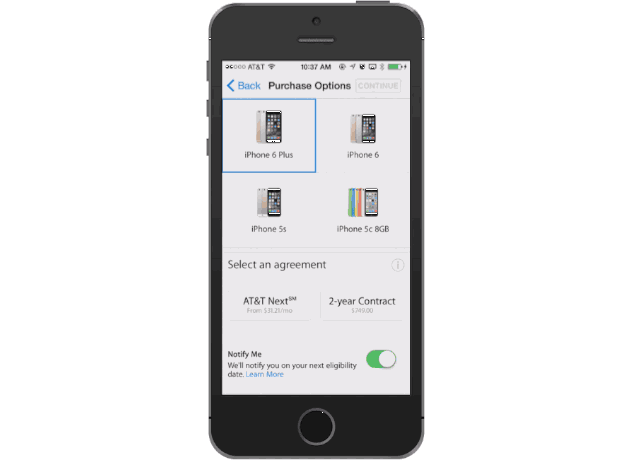 AT&T 10:37 AM
Back Purchase Options CONTINUE
iPhone 6 Plus iPhone 6
iPhone 5s iPhone 5c 8GB
Select an agreement
AT&T Next℠ 2-year Contract
From $31.21/mo $749.00
Notify Me
We'll notify you on your next eligibility
date. Learn More